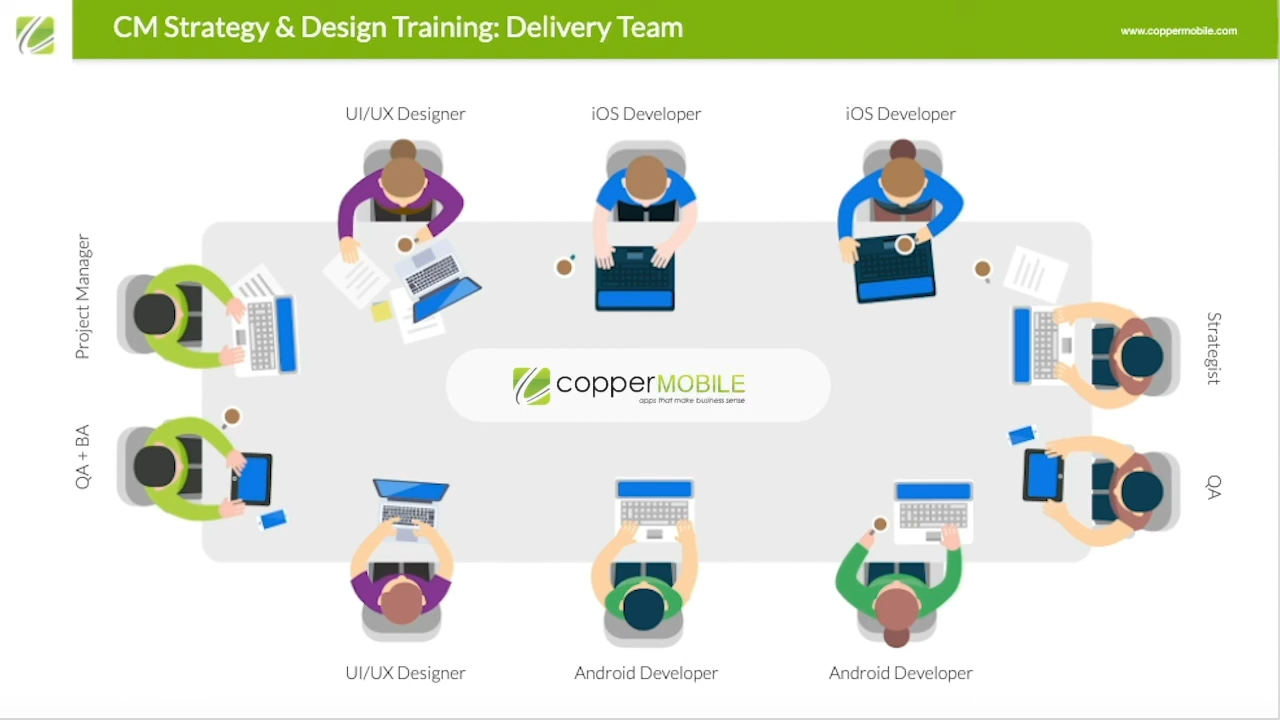 CM Strategy & Design Training: Delivery Team
www.coppermobile.com
UI/UX Designer
iOS Developer
iOS Developer
Project Manager
Strategist
copperMOBILE
apps that make business sense
QA + BA
QA
UI/UX Designer
Android Developer
Android Developer